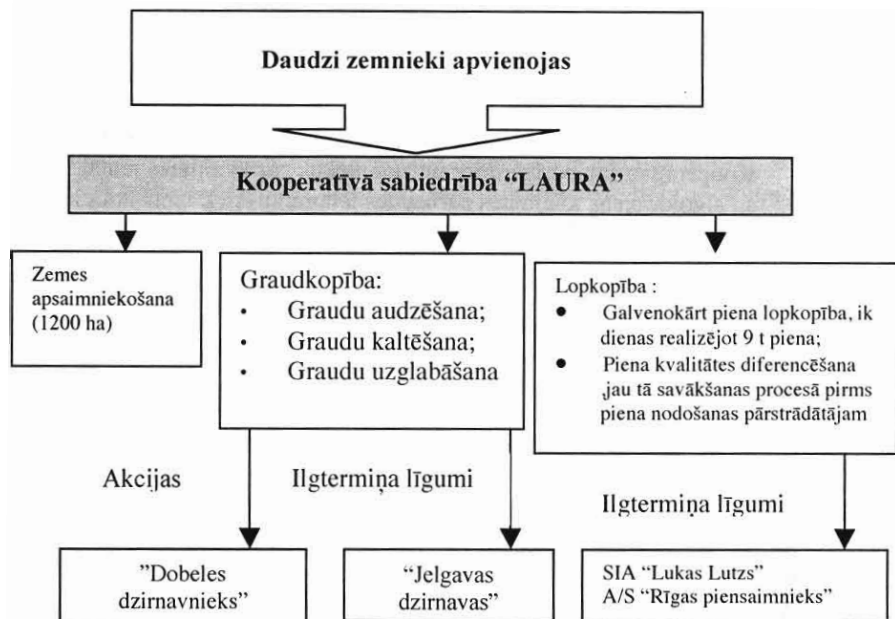 Daudzi zemnieki apvienojas
Kooperatīvā sabiedrība “LAURA”
Zemes
apsaimniekošana
(1200 ha)
Graudkopība:
• Graudu audzēšana;
• Graudu kaltēšana;
• Graudu uzglabāšana
Lopkopība :
● Galvenokārt piena lopkopība, ik
dienas realizējot 9 t piena;
● Piena kvalitātes diferencēšana
jau tā savākšanas procesā pirms
piena nodošanas pārstrādātājam
Akcijas
Ilgtermiņa līgumi
Ilgtermiņa līgumi
”Dobeles
dzirnavnieks”
“Jelgavas
dzirnavas”
SIA “Lukas Lutzs”
A/S “Rīgas piensaimnieks”